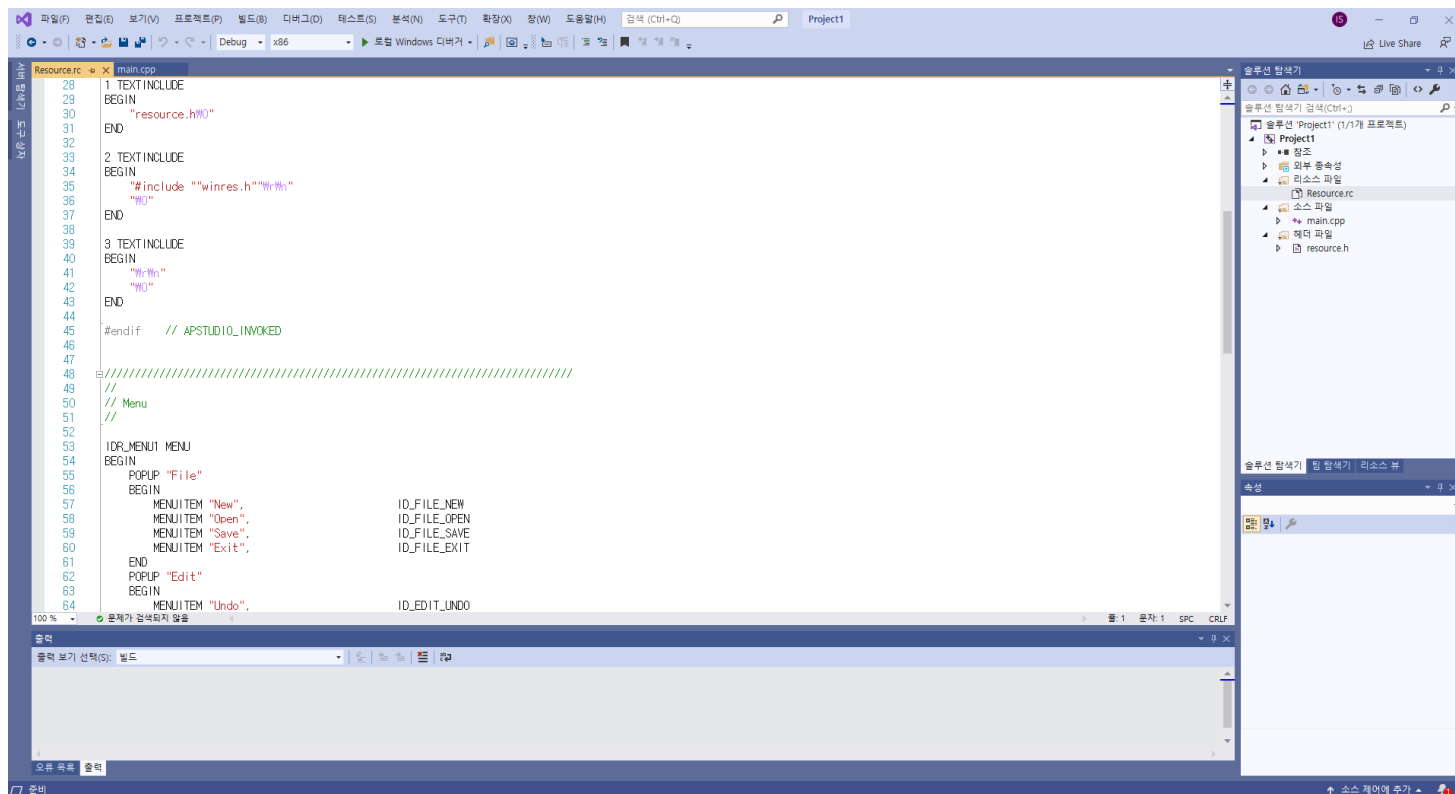 파일(F) 편집(E) 보기(V) 프로젝트(P) 빌드(B) 디버그(D) 테스트(S) 분석(N) 도구(T) 확장(X) 창(W) 도움말(H) 검색 (Ctrl+Q) Project1 IS
Debug x86 로컬 Windows 디버거 Live Share
서버 탐색기
도구 상자
Resource.rc main.cpp
28 1 TEXTINCLUDE
29 BEGIN
30 "resource.h₩0"
31 END
32
33 2 TEXTINCLUDE
34 BEGIN
35 "#include ""winres.h""₩r₩n"
36 "₩0"
37 END
38
39 3 TEXTINCLUDE
40 BEGIN
41 "₩r₩n"
42 "₩0"
43 END
44
45 #endif // APSTUDIO_INVOKED
46
47
48 /////////////////////////////////////////////////////////////////////////////
49 //
50 // Menu
51 //
52
53 IDR_MENU1 MENU
54 BEGIN
55 POPUP "File"
56 BEGIN
57 MENUITEM "New", ID_FILE_NEW
58 MENUITEM "Open", ID_FILE_OPEN
59 MENUITEM "Save", ID_FILE_SAVE
60 MENUITEM "Exit", ID_FILE_EXIT
61 END
62 POPUP "Edit"
63 BEGIN
64 MENUITEM "Undo", ID_EDIT_UNDO
100 % 문제가 검색되지 않음 줄: 1 문자: 1 SPC CRLF
출력
출력 보기 선택(S): 빌드
오류 목록 출력
솔루션 탐색기
솔루션 탐색기 검색(Ctrl+;)
솔루션 'Project1' (1/1개 프로젝트)
Project1
참조
외부 종속성
리소스 파일
Resource.rc
소스 파일
main.cpp
헤더 파일
resource.h
솔루션 탐색기 팀 탐색기 리소스 뷰
속성
준비 소스 제어에 추가 1